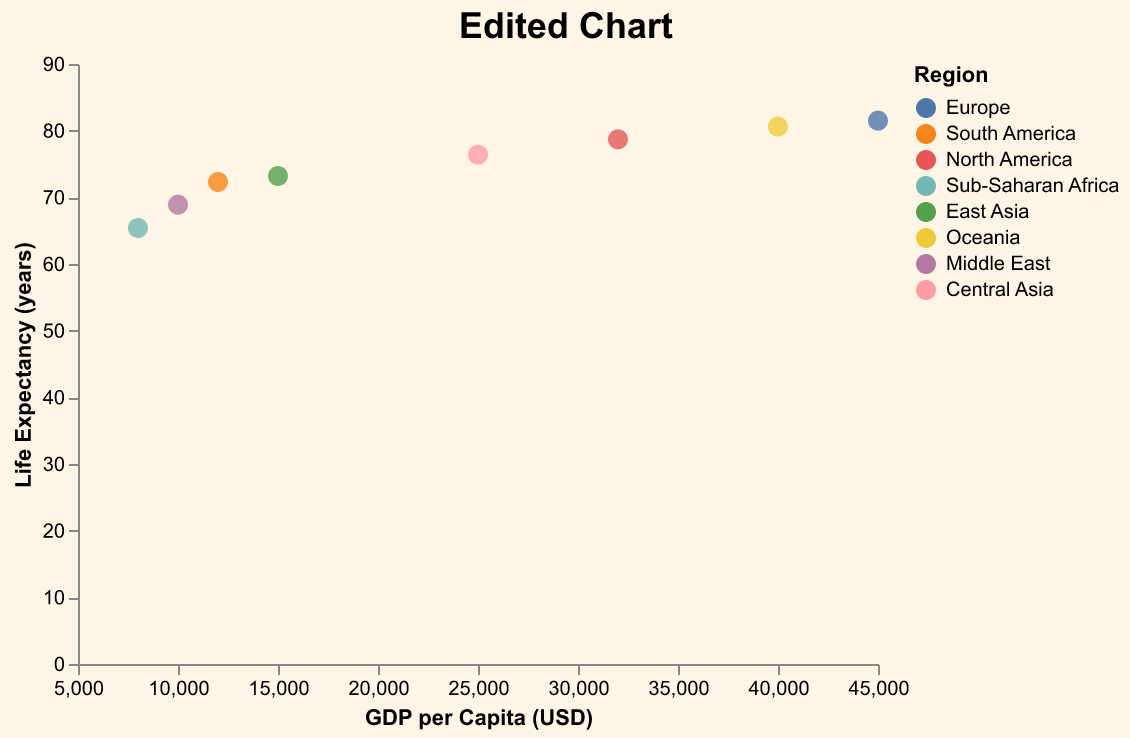 Edited Chart
90
80
70
60
50
40
30
20
10
0
Life Expectancy (years)
5,000 10,000 15,000 20,000 25,000 30,000 35,000 40,000 45,000
GDP per Capita (USD)
Region
Europe
South America
North America
Sub-Saharan Africa
East Asia
Oceania
Middle East
Central Asia